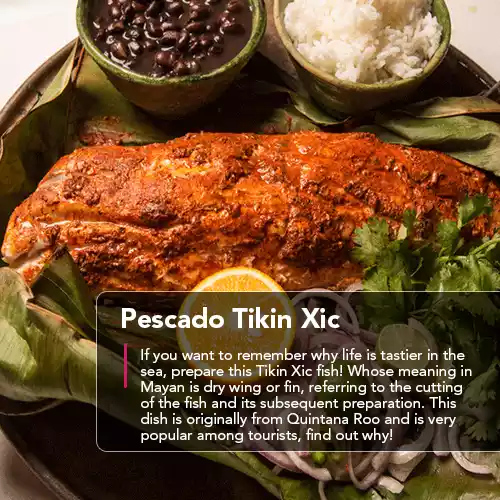 Pescado Tikin Xic
If you want to remember why life is tastier in the
sea, prepare this Tikin Xic fish! Whose meaning in
Mayan is dry wing or fin, referring to the cutting
of the fish and its subsequent preparation. This
dish is originally from Quintana Roo and is very
popular among tourists, find out why!